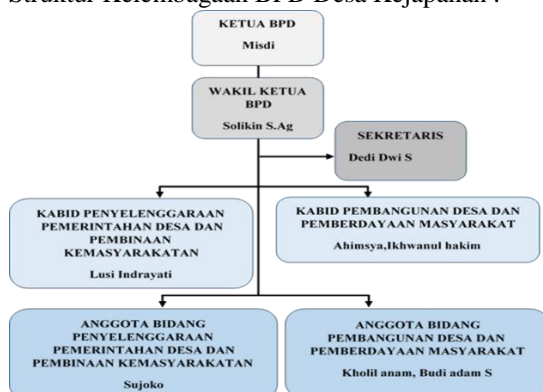 Struktur Kelembagaan BPD Desa Kejapanan :
KETUA BPD
Misdi
WAKIL KETUA
BPD
Solikin S.Ag
SEKRETARIS
Dedi Dwi S
KABID PENYELENGGARAAN
PEMERINTAHAN DESA DAN
PEMBINAAN
KEMASYARAKATAN
Lusi Indrayati
KABID PEMBANGUNAN DESA DAN
PEMBERDAYAAN MASYARAKAT
Ahimsya,Ikhwanul hakim
ANGGOTA BIDANG
PENYELENGGARAAN
PEMERINTAHAN DESA DAN
PEMBINAAN KEMASYARAKATAN
Sujoko
ANGGOTA BIDANG
PEMBANGUNAN DESA DAN
PEMBERDAYAAN MASYARAKAT
Kholil anam, Budi adam S